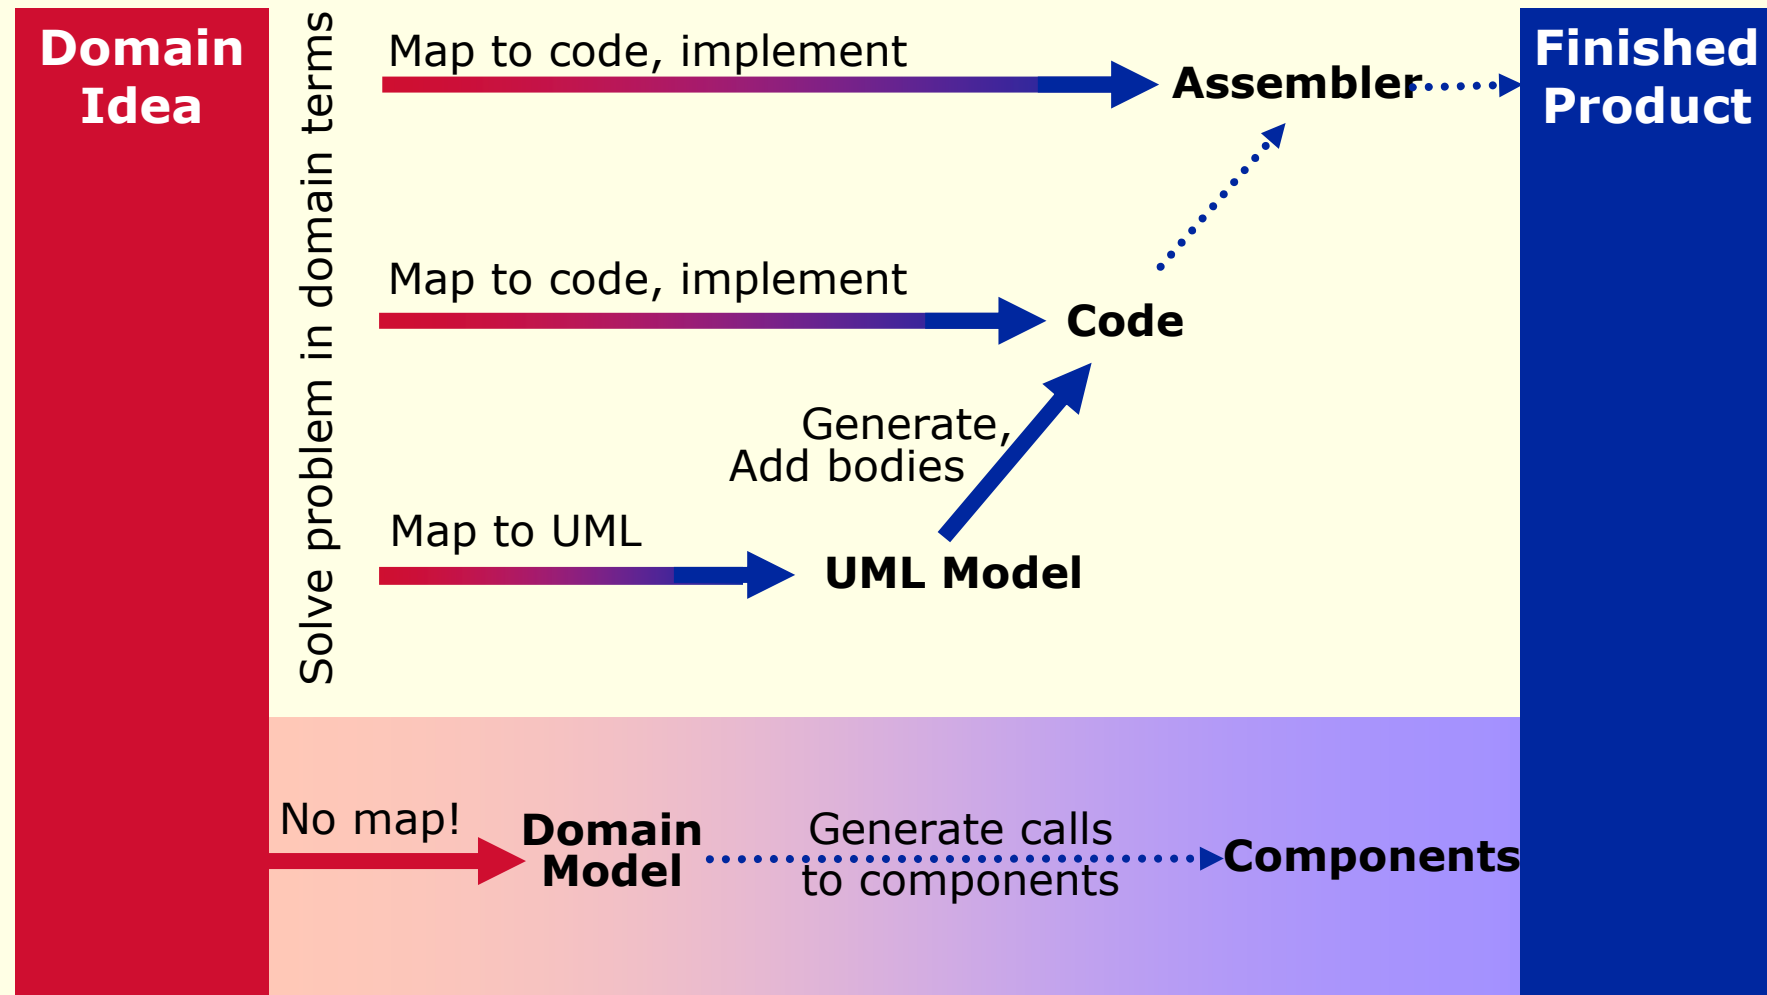 Domain
Idea
Solve problem in domain terms
Map to code, implement
Assembler
Finished
Product
Map to code, implement
Code
Generate,
Add bodies
Map to UML
UML Model
No map!
Domain
Model
Generate calls
to components
Components